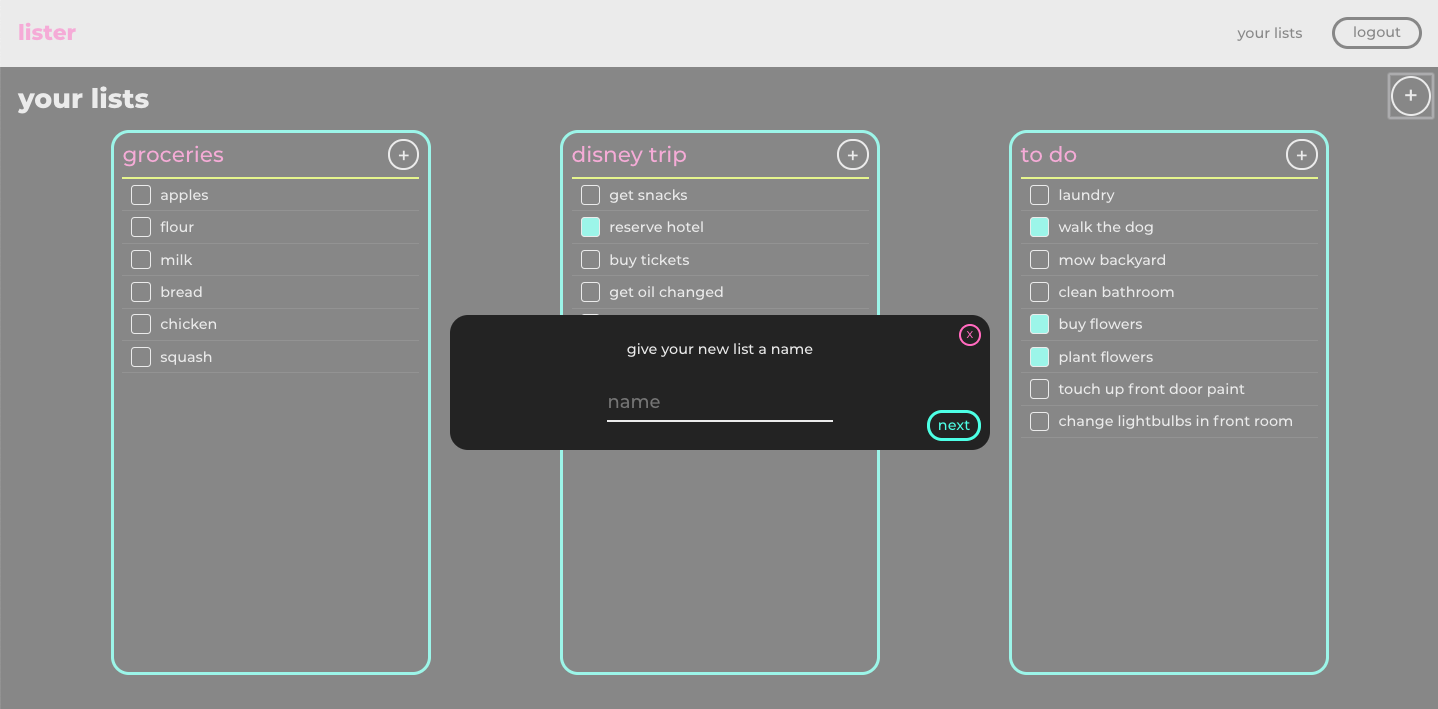 lister
your lists
logout
your lists
+
groceries
+
apples
flour
milk
bread
chicken
squash
disney trip
+
get snacks
reserve hotel
buy tickets
get oil changed
to do
+
laundry
walk the dog
mow backyard
clean bathroom
buy flowers
plant flowers
touch up front door paint
change lightbulbs in front room
x
give your new list a name
name
next